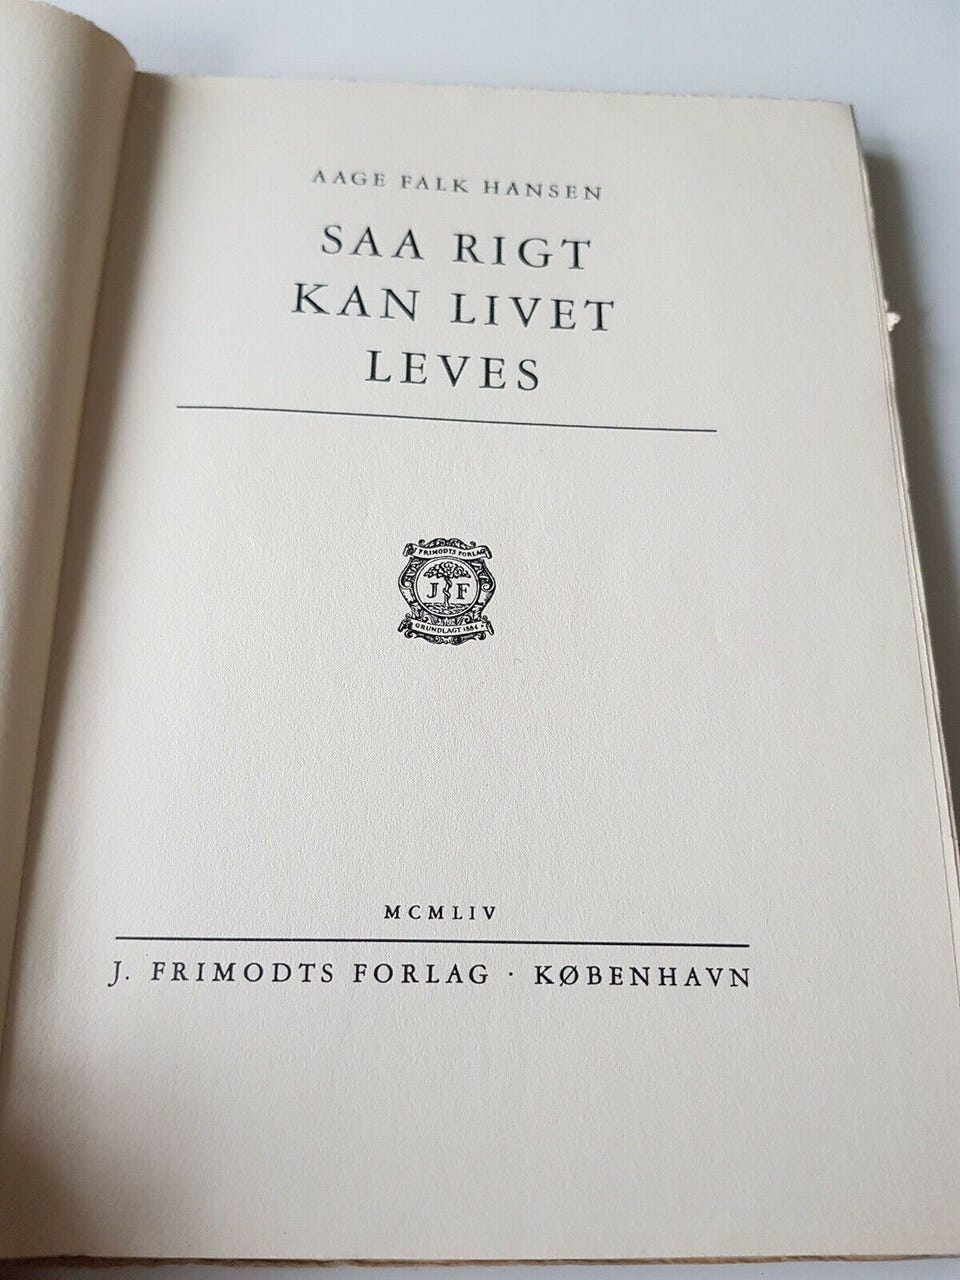 AAGE FALK HANSEN
SAA RIGT
KAN LIVET
LEVES
J. FRIMODTS FORLAG
J F
GRUNDLAGT 1884
MCMLIV
J. FRIMODTS FORLAG · KØBENHAVN